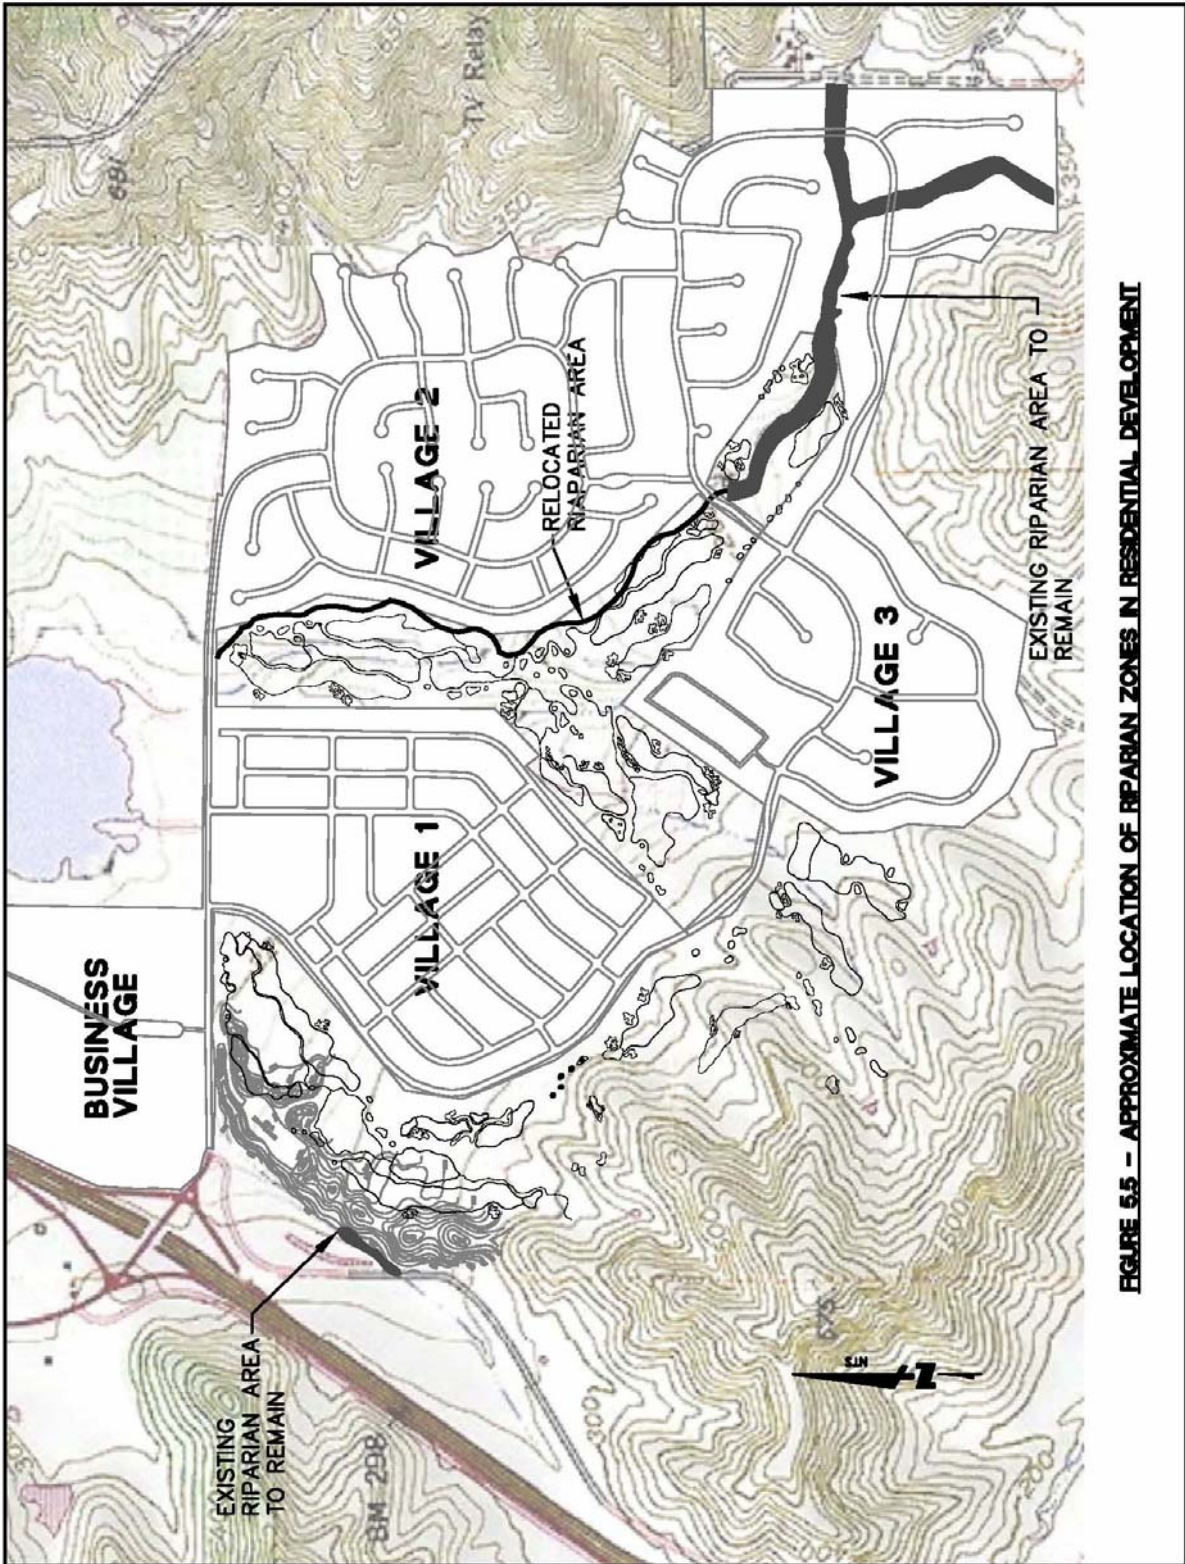 BUSINESS
VILLAGE
VILLAGE 1
VILLAGE 2
VILLAGE 3
RELOCATED
RIAPARIAN AREA
EXISTING
RIPARIAN AREA
TO REMAIN
EXISTING RIPARIAN AREA TO
REMAIN
TV Relay
BM 298
350
350
675
NTS
Z
FIGURE 5.5 - APPROXIMATE LOCATION OF RIPARIAN ZONES IN RESIDENTIAL DEVELOPMENT